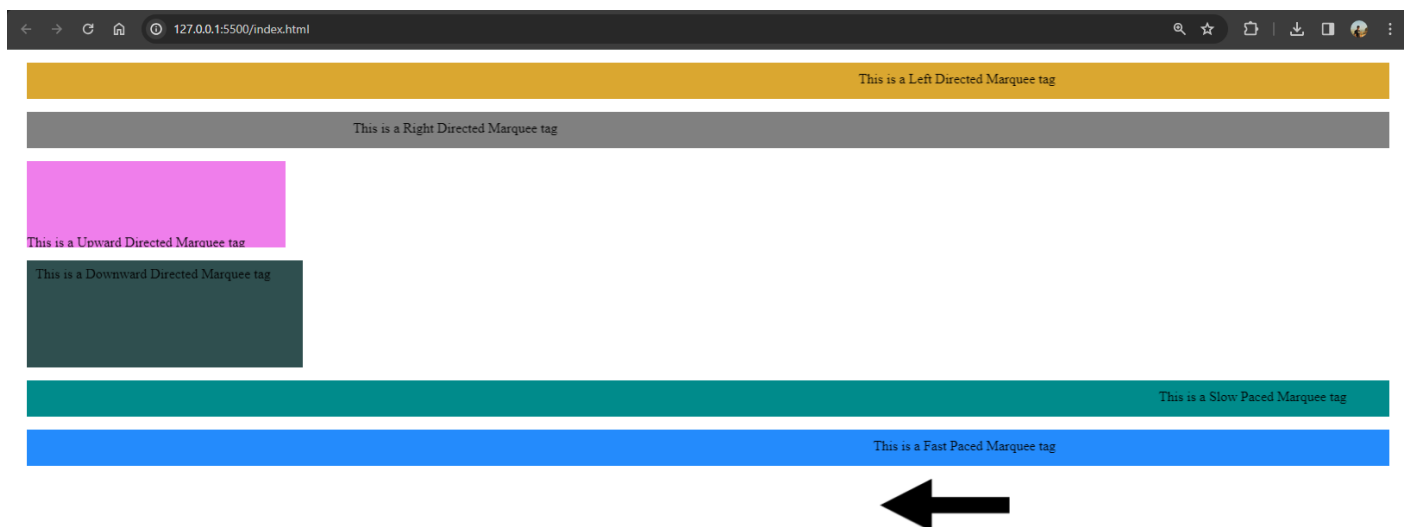 127.0.0.1:5500/index.html
This is a Left Directed Marquee tag
This is a Right Directed Marquee tag
This is a Upward Directed Marquee tag
This is a Downward Directed Marquee tag
This is a Slow Paced Marquee tag
This is a Fast Paced Marquee tag